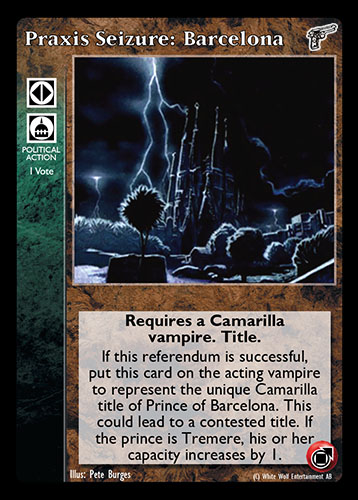 Praxis Seizure: Barcelona
POLITICAL
ACTION
1 Vote
Requires a Camarilla
vampire. Title.
If this referendum is successful,
put this card on the acting vampire
to represent the unique Camarilla
title of Prince of Barcelona. This
could lead to a contested title. If
the prince is Tremere, his or her
capacity increases by 1.
Illus: Pete Burges
(C) White Wolf Entertainment AB